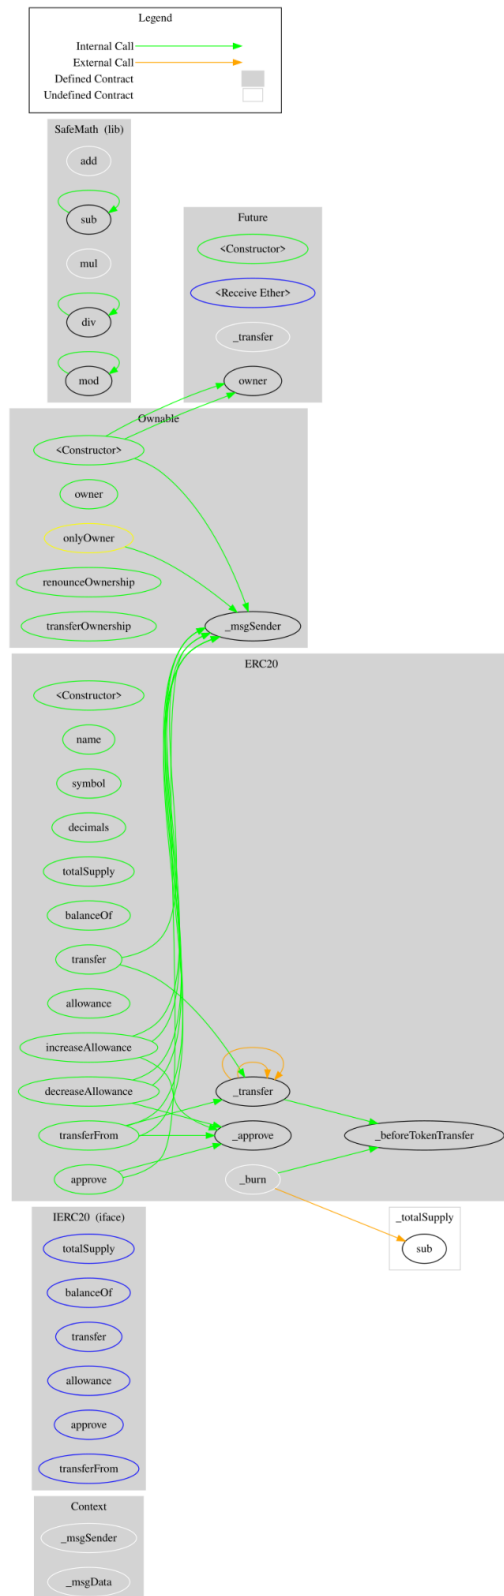 Legend
Internal Call
External Call
Defined Contract
Undefined Contract
SafeMath (lib)
add
sub
mul
div
mod
Future
<Constructor>
<Receive Ether>
_transfer
owner
Ownable
<Constructor>
owner
onlyOwner
renounceOwnership
transferOwnership
_msgSender
ERC20
<Constructor>
name
symbol
decimals
totalSupply
balanceOf
transfer
allowance
increaseAllowance
decreaseAllowance
transferFrom
approve
_transfer
_approve
_burn
_beforeTokenTransfer
_totalSupply
sub
IERC20 (iface)
totalSupply
balanceOf
transfer
allowance
approve
transferFrom
Context
_msgSender
_msgData